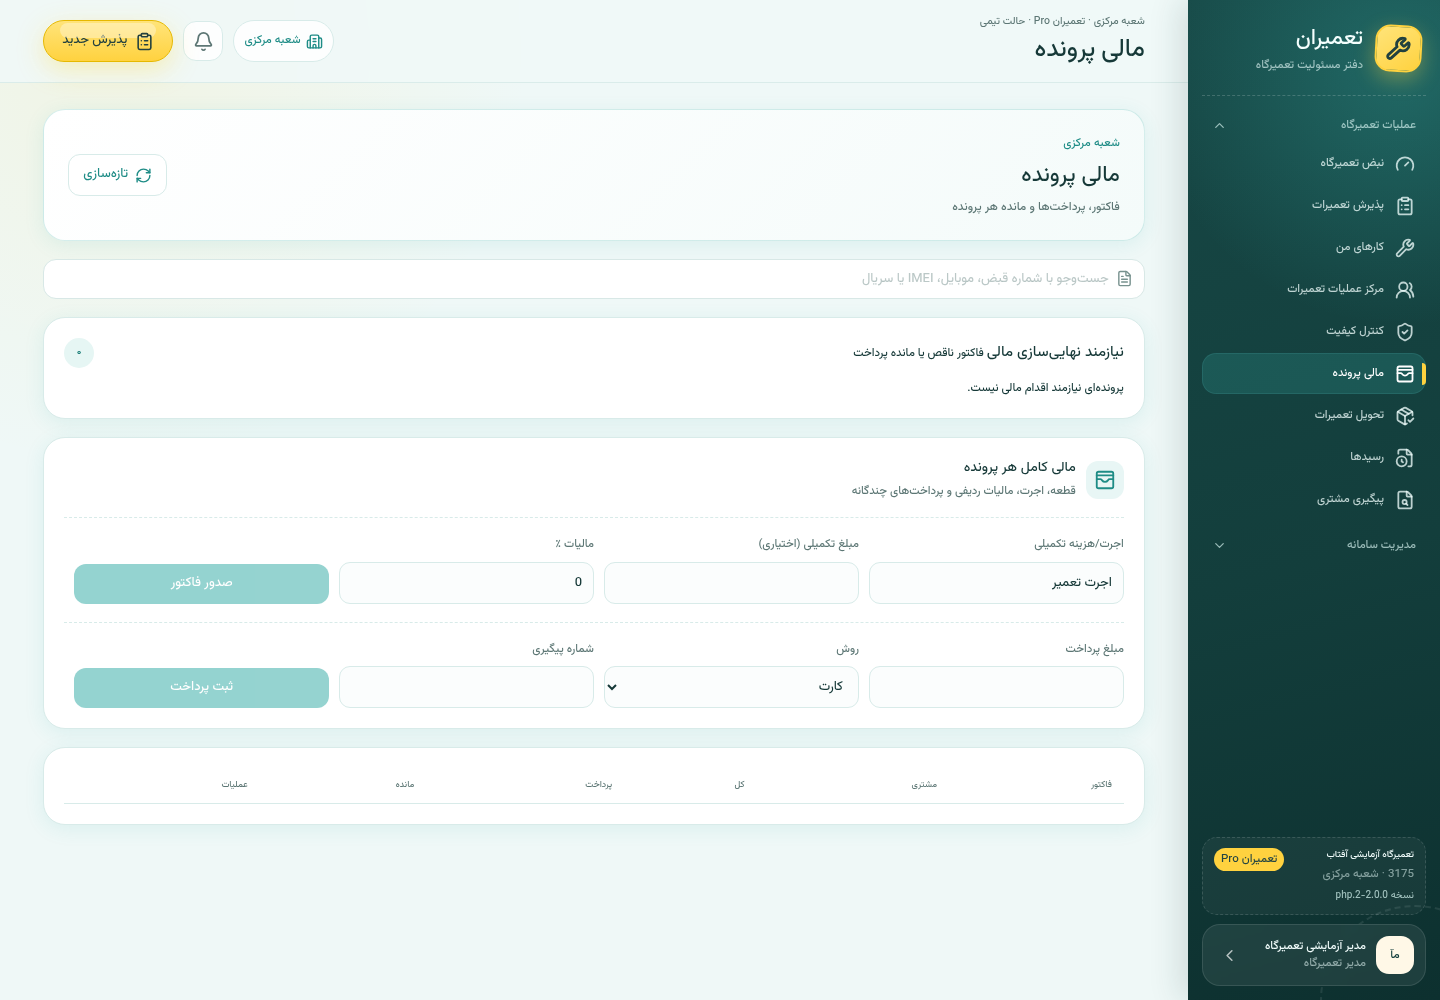 تعمیران
دفتر مسئولیت تعمیرگاه
عملیات تعمیرگاه
نبض تعمیرگاه
پذیرش تعمیرات
کارهای من
مرکز عملیات تعمیرات
کنترل کیفیت
مالی پرونده
تحویل تعمیرات
رسیدها
پیگیری مشتری
مدیریت سامانه
تعمیرگاه آزمایشی آفتاب
تعمیران Pro
3175 · شعبه مرکزی
نسخه 2.0.0-php.2
مآ
مدیر آزمایشی تعمیرگاه
مدیر تعمیرگاه
شعبه مرکزی · تعمیران Pro · حالت تیمی
مالی پرونده
شعبه مرکزی
پذیرش جدید
شعبه مرکزی
مالی پرونده
فاکتور، پرداخت‌ها و مانده هر پرونده
تازه‌سازی
جست‌وجو با شماره قبض، موبایل، IMEI یا سریال
نیازمند نهایی‌سازی مالی فاکتور ناقص یا مانده پرداخت
۰
پرونده‌ای نیازمند اقدام مالی نیست.
مالی کامل هر پرونده
قطعه، اجرت، مالیات ردیفی و پرداخت‌های چندگانه
اجرت/هزینه تکمیلی
مبلغ تکمیلی (اختیاری)
مالیات ٪
اجرت تعمیر
0
صدور فاکتور
مبلغ پرداخت
روش
شماره پیگیری
کارت
ثبت پرداخت
فاکتور
مشتری
کل
پرداخت
مانده
عملیات